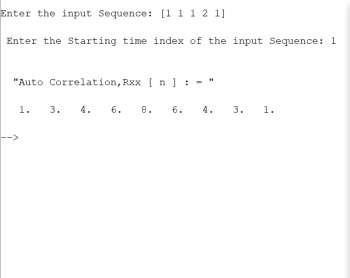 Enter the input Sequence: [1 1 1 2 1]
Enter the Starting time index of the input Sequence: 1
"Auto Correlation,Rxx [ n ] : = "
1. 3. 4. 6. 8. 6. 4. 3. 1.
-->